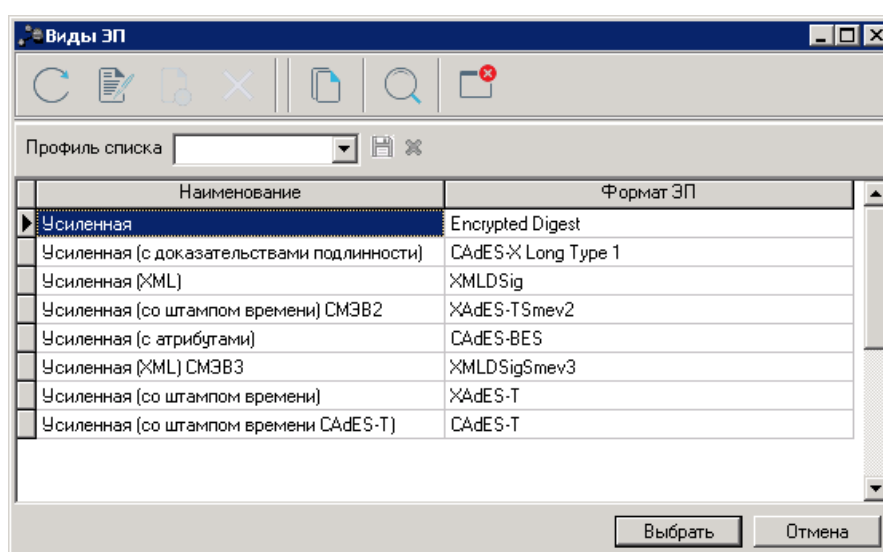 Виды ЭП
Профиль списка
Наименование Формат ЭП
Усиленная Encrypted Digest
Усиленная (с доказательствами подлинности) CAdES-X Long Type 1
Усиленная (XML) XMLDSig
Усиленная (со штампом времени) СМЭВ2 XAdES-TSmev2
Усиленная (с атрибутами) CAdES-BES
Усиленная (XML) СМЭВ3 XMLDSigSmev3
Усиленная (со штампом времени) XAdES-T
Усиленная (со штампом времени CAdES-T) CAdES-T
Выбрать Отмена